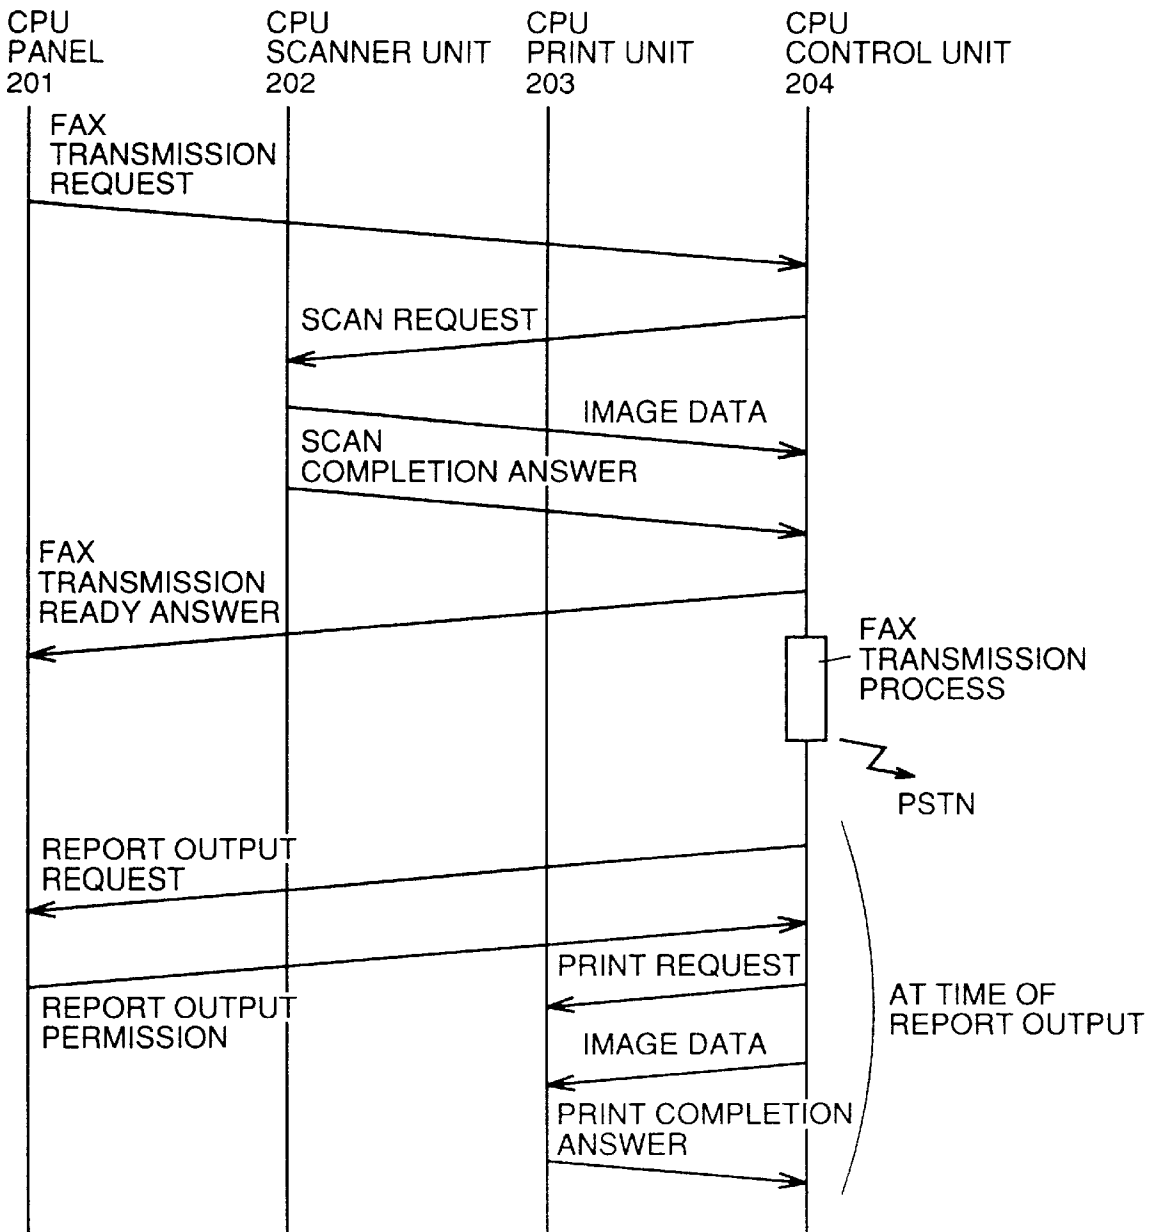 CPU
PANEL
201
CPU
SCANNER UNIT
202
CPU
PRINT UNIT
203
CPU
CONTROL UNIT
204
FAX
TRANSMISSION
REQUEST
SCAN REQUEST
IMAGE DATA
SCAN
COMPLETION ANSWER
FAX
TRANSMISSION
READY ANSWER
FAX
TRANSMISSION
PROCESS
PSTN
REPORT OUTPUT
REQUEST
PRINT REQUEST
REPORT OUTPUT
PERMISSION
AT TIME OF
REPORT OUTPUT
IMAGE DATA
PRINT COMPLETION
ANSWER